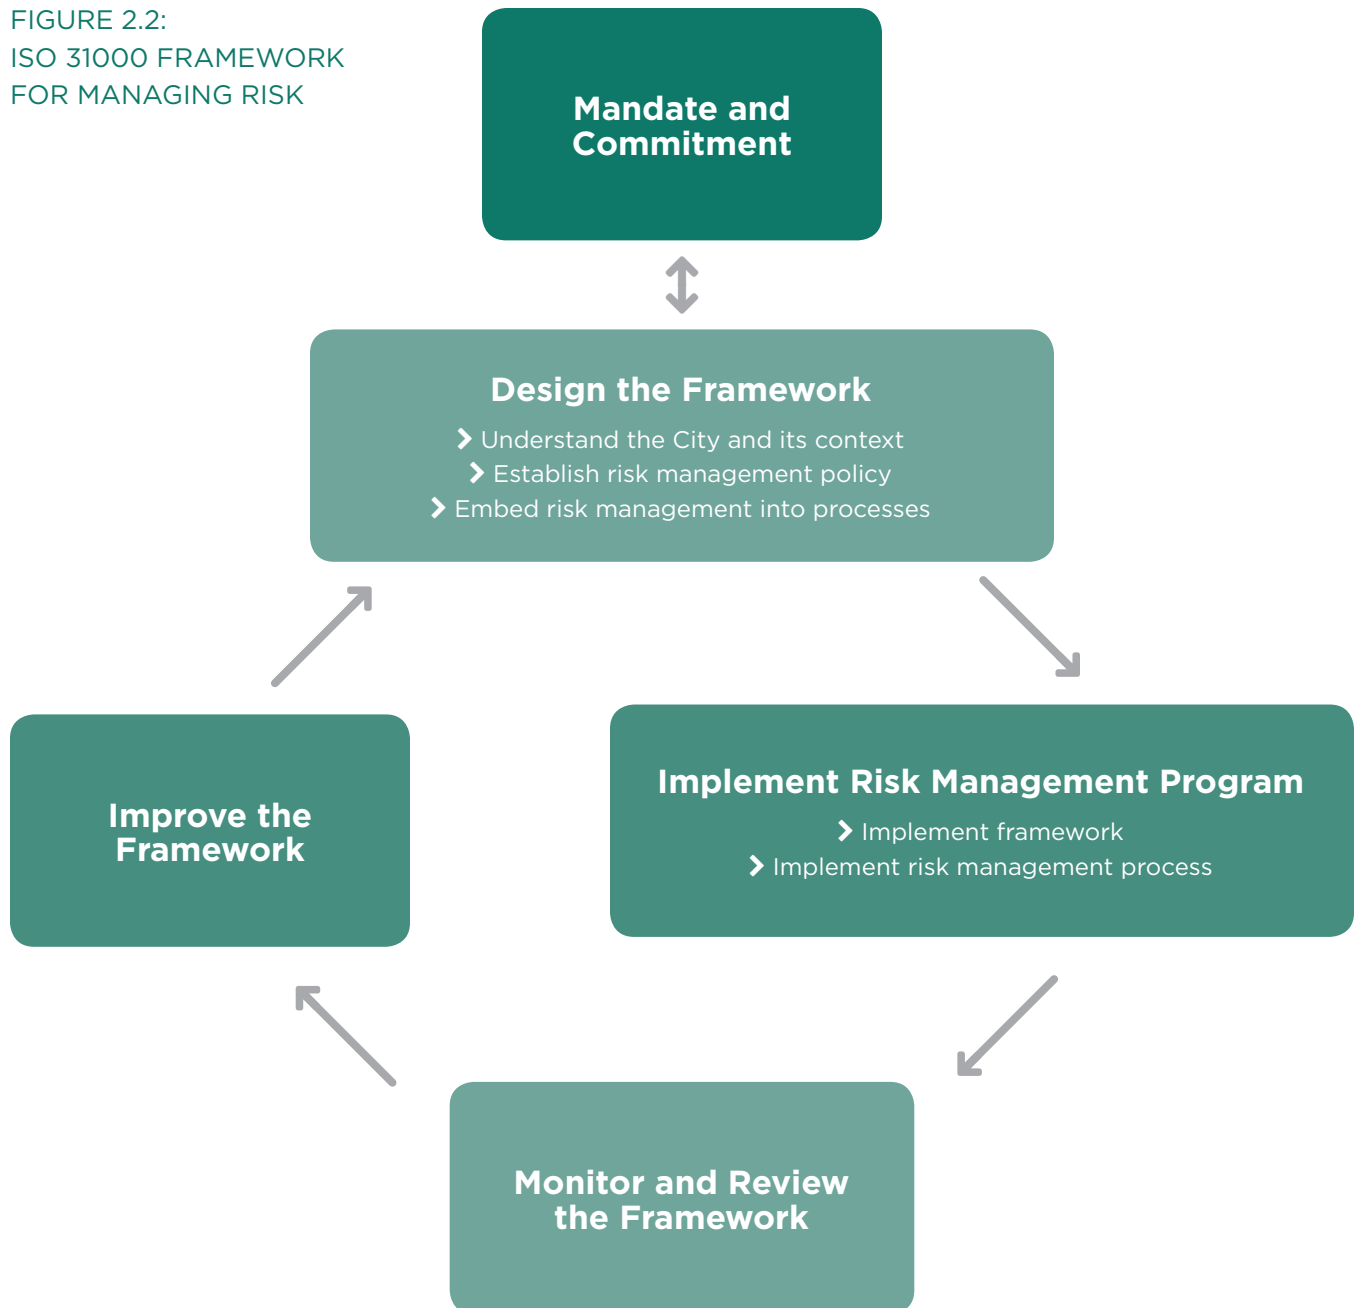 FIGURE 2.2:
ISO 31000 FRAMEWORK
FOR MANAGING RISK
Mandate and
Commitment
Design the Framework
Understand the City and its context
Establish risk management policy
Embed risk management into processes
Implement Risk Management Program
Implement framework
Implement risk management process
Improve the
Framework
Monitor and Review
the Framework